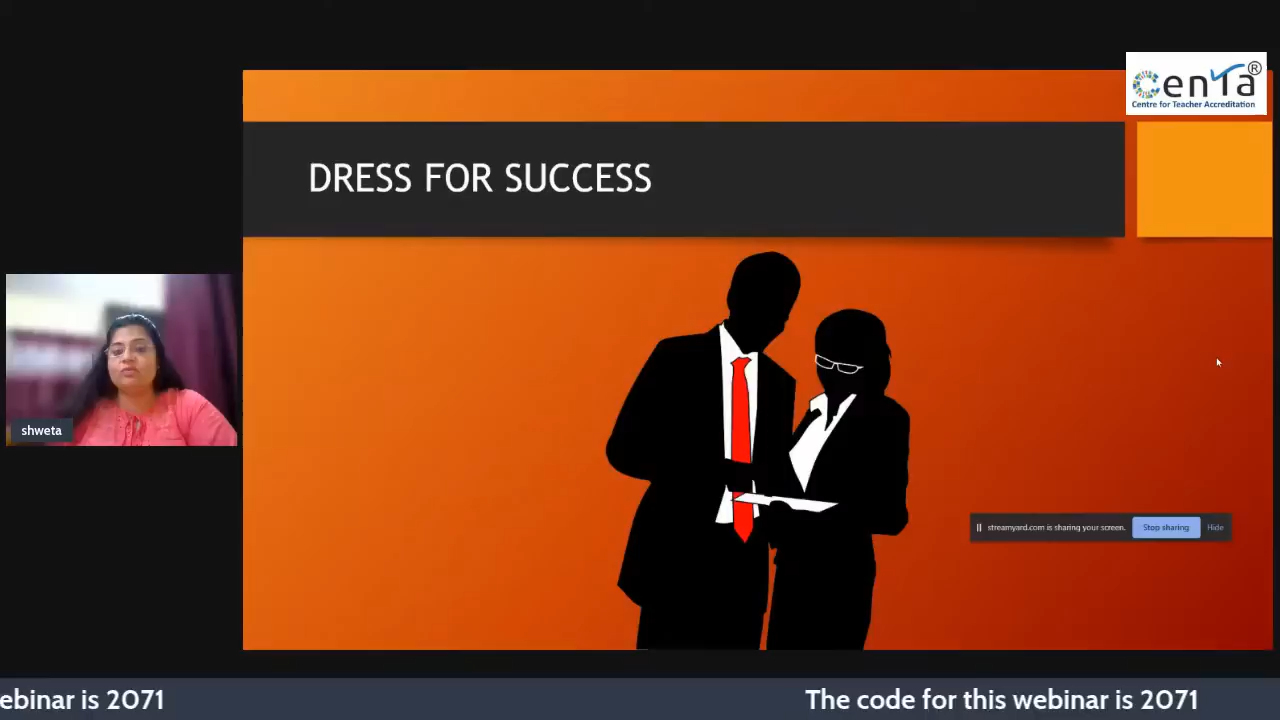 CenTa®
Centre for Teacher Accreditation
DRESS FOR SUCCESS
shweta
streamyard.com is sharing your screen. Stop sharing Hide
ebinar is 2071 The code for this webinar is 2071